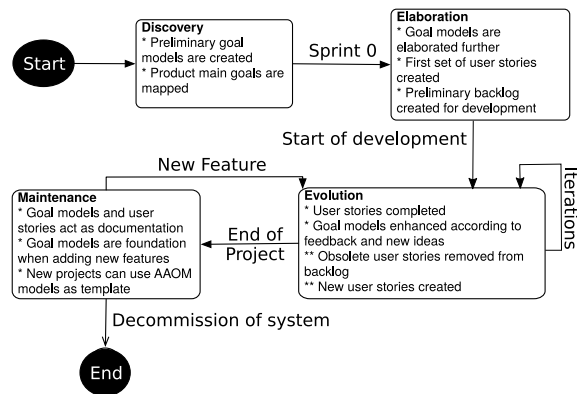 Start
Discovery
* Preliminary goal
models are created
* Product main goals are
mapped
Sprint 0
Elaboration
* Goal models are
elaborated further
* First set of user stories
created
* Preliminary backlog
created for development
Start of development
New Feature
Iterations
Maintenance
* Goal models and user
stories act as documentation
* Goal models are foundation
when adding new features
* New projects can use AAOM
models as template
End of
Project
Evolution
* User stories completed
* Goal models enhanced according to
feedback and new ideas
** Obsolete user stories removed from
backlog
** New user stories created
Decommission of system
End